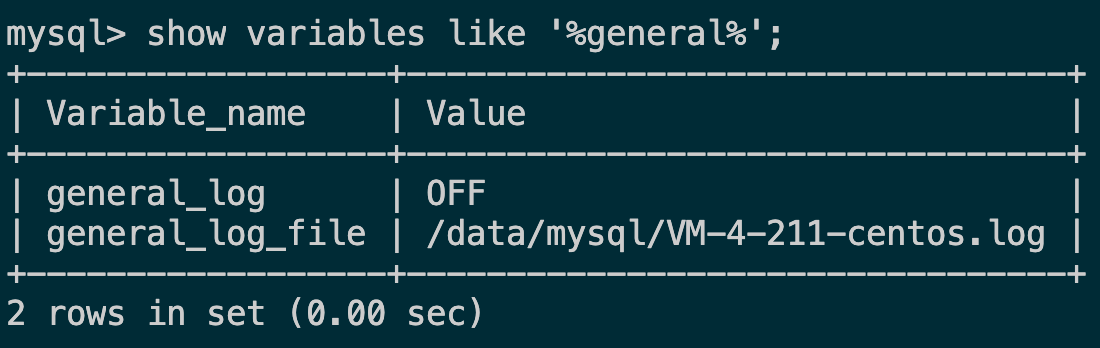 mysql> show variables like '%general%';
+------------------+----------------------------------+
| Variable_name    | Value                            |
+------------------+----------------------------------+
| general_log      | OFF                              |
| general_log_file | /data/mysql/VM-4-211-centos.log |
+------------------+----------------------------------+
2 rows in set (0.00 sec)